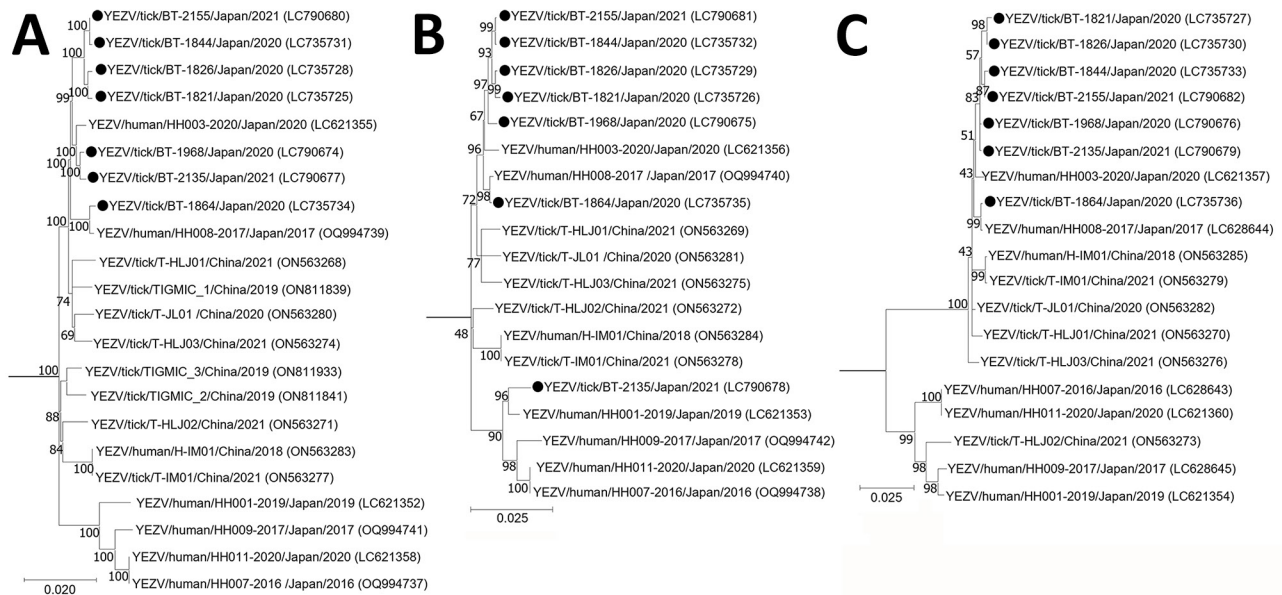 A
YEZV/tick/BT-2155/Japan/2021 (LC790680)
100
YEZV/tick/BT-1844/Japan/2020 (LC735731)
100
YEZV/tick/BT-1826/Japan/2020 (LC735728)
100
YEZV/tick/BT-1821/Japan/2020 (LC735725)
99
YEZV/human/HH003-2020/Japan/2020 (LC621355)
100
YEZV/tick/BT-1968/Japan/2020 (LC790674)
100
100
YEZV/tick/BT-2135/Japan/2021 (LC790677)
YEZV/tick/BT-1864/Japan/2020 (LC735734)
100
100
YEZV/human/HH008-2017/Japan/2017 (OQ994739)
YEZV/tick/T-HLJ01/China/2021 (ON563268)
YEZV/tick/TIGMIC_1/China/2019 (ON811839)
74
YEZV/tick/T-JL01 /China/2020 (ON563280)
69
YEZV/tick/T-HLJ03/China/2021 (ON563274)
100
YEZV/tick/TIGMIC_3/China/2019 (ON811933)
YEZV/tick/TIGMIC_2/China/2019 (ON811841)
88
YEZV/tick/T-HLJ02/China/2021 (ON563271)
84
YEZV/human/H-IM01/China/2018 (ON563283)
100
YEZV/tick/T-IM01/China/2021 (ON563277)
YEZV/human/HH001-2019/Japan/2019 (LC621352)
100
YEZV/human/HH009-2017/Japan/2017 (OQ994741)
100
YEZV/human/HH011-2020/Japan/2020 (LC621358)
100
YEZV/human/HH007-2016 /Japan/2016 (OQ994737)
0.020
B
YEZV/tick/BT-2155/Japan/2021 (LC790681)
99
YEZV/tick/BT-1844/Japan/2020 (LC735732)
93
YEZV/tick/BT-1826/Japan/2020 (LC735729)
97
99
YEZV/tick/BT-1821/Japan/2020 (LC735726)
67
YEZV/tick/BT-1968/Japan/2020 (LC790675)
96
YEZV/human/HH003-2020/Japan/2020 (LC621356)
YEZV/human/HH008-2017 /Japan/2017 (OQ994740)
72
98
YEZV/tick/BT-1864/Japan/2020 (LC735735)
YEZV/tick/T-HLJ01/China/2021 (ON563269)
YEZV/tick/T-JL01 /China/2020 (ON563281)
77
YEZV/tick/T-HLJ03/China/2021 (ON563275)
YEZV/tick/T-HLJ02/China/2021 (ON563272)
48
YEZV/human/H-IM01/China/2018 (ON563284)
100
YEZV/tick/T-IM01/China/2021 (ON563278)
YEZV/tick/BT-2135/Japan/2021 (LC790678)
96
YEZV/human/HH001-2019/Japan/2019 (LC621353)
90
YEZV/human/HH009-2017/Japan/2017 (OQ994742)
98
YEZV/human/HH011-2020/Japan/2020 (LC621359)
100
YEZV/human/HH007-2016/Japan/2016 (OQ994738)
0.025
C
YEZV/tick/BT-1821/Japan/2020 (LC735727)
98
YEZV/tick/BT-1826/Japan/2020 (LC735730)
57
YEZV/tick/BT-1844/Japan/2020 (LC735733)
87
83
YEZV/tick/BT-2155/Japan/2021 (LC790682)
YEZV/tick/BT-1968/Japan/2020 (LC790676)
51
YEZV/tick/BT-2135/Japan/2021 (LC790679)
43
YEZV/human/HH003-2020/Japan/2020 (LC621357)
YEZV/tick/BT-1864/Japan/2020 (LC735736)
99
YEZV/human/HH008-2017/Japan/2017 (LC628644)
43
YEZV/human/H-IM01/China/2018 (ON563285)
99
YEZV/tick/T-IM01/China/2021 (ON563279)
100
YEZV/tick/T-JL01/China/2020 (ON563282)
YEZV/tick/T-HLJ01/China/2021 (ON563270)
YEZV/tick/T-HLJ03/China/2021 (ON563276)
YEZV/human/HH007-2016/Japan/2016 (LC628643)
100
YEZV/human/HH011-2020/Japan/2020 (LC621360)
99
YEZV/tick/T-HLJ02/China/2021 (ON563273)
98
YEZV/human/HH009-2017/Japan/2017 (LC628645)
98
YEZV/human/HH001-2019/Japan/2019 (LC621354)
0.025